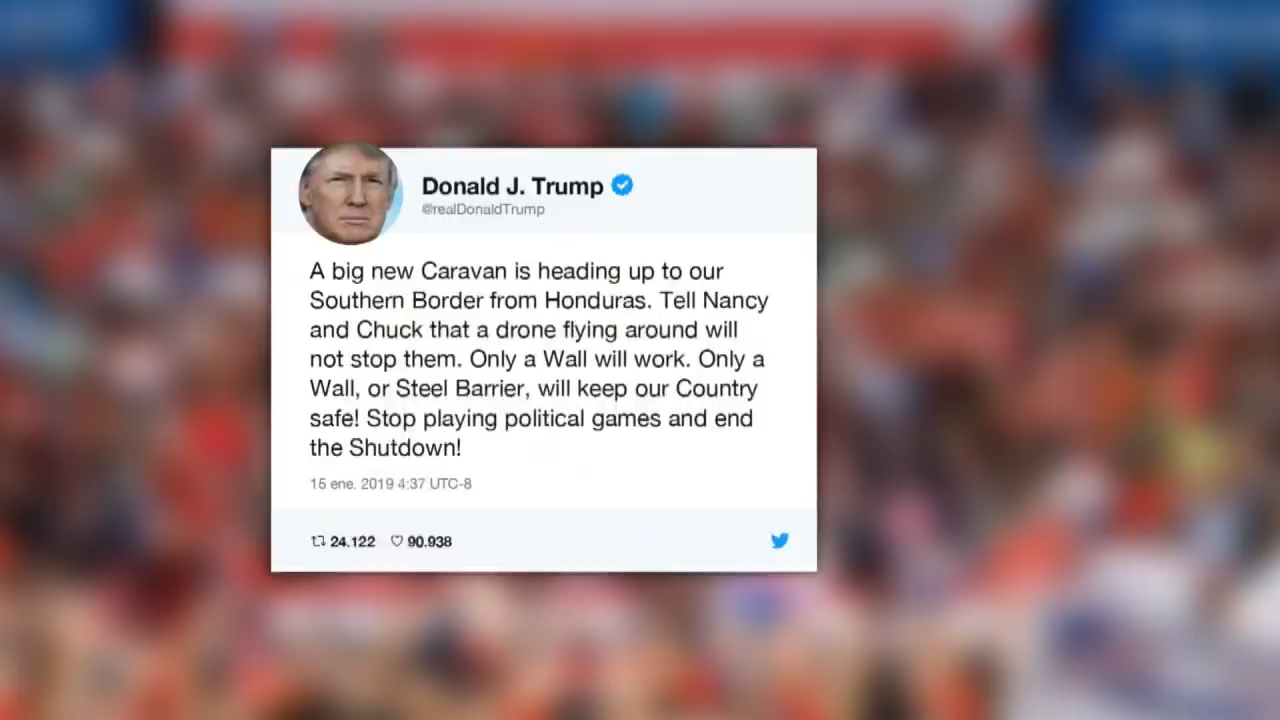 Donald J. Trump
@realDonaldTrump
A big new Caravan is heading up to our
Southern Border from Honduras. Tell Nancy
and Chuck that a drone flying around will
not stop them. Only a Wall will work. Only a
Wall, or Steel Barrier, will keep our Country
safe! Stop playing political games and end
the Shutdown!
15 ene. 2019 4:37 UTC-8
24.122 90.938